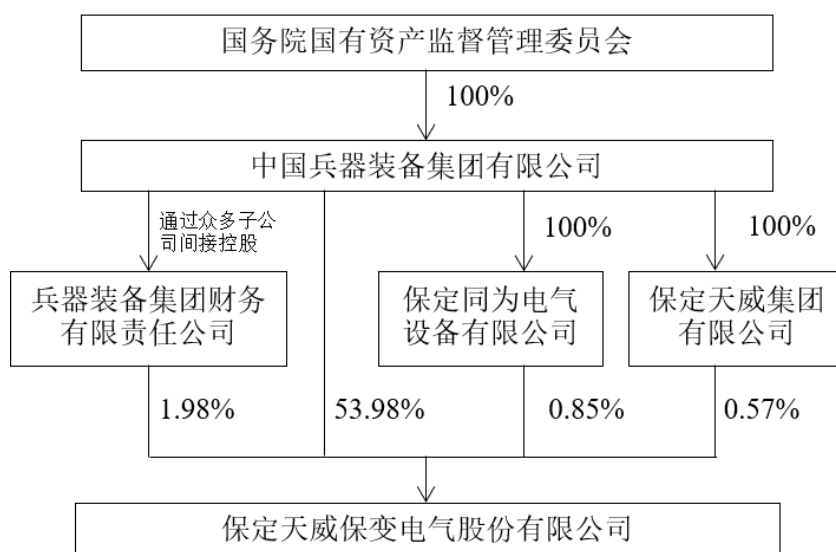 国务院国有资产监督管理委员会
100%
中国兵器装备集团有限公司
通过众多子公
司间接控股
100%
100%
兵器装备集团财务
有限责任公司
保定同为电气
设备有限公司
保定天威集团
有限公司
1.98%
53.98%
0.85%
0.57%
保定天威保变电气股份有限公司